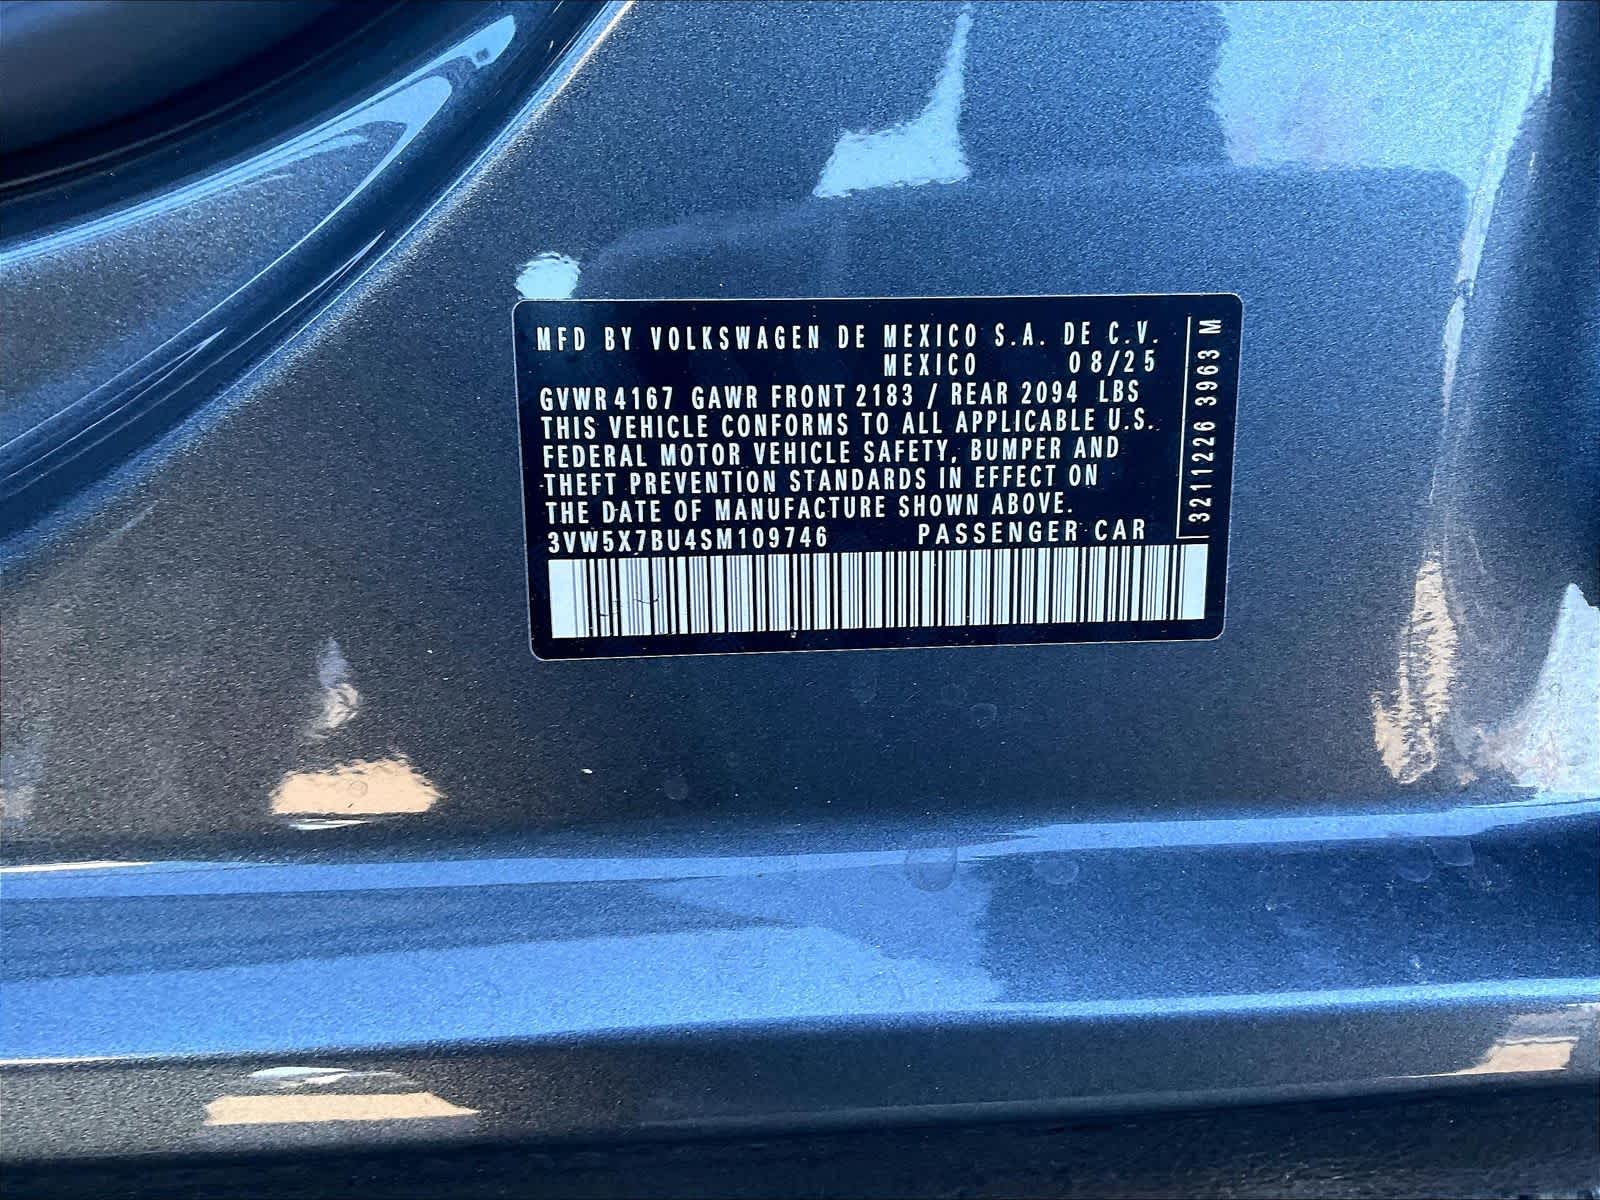 MFD BY VOLKSWAGEN DE MEXICO S.A. DE C.V.
MEXICO 08/25
GVWR 4167 GAWR FRONT 2183 / REAR 2094 LBS
THIS VEHICLE CONFORMS TO ALL APPLICABLE U.S.
FEDERAL MOTOR VEHICLE SAFETY, BUMPER AND
THEFT PREVENTION STANDARDS IN EFFECT ON
THE DATE OF MANUFACTURE SHOWN ABOVE.
3VW5X7BU4SM109746 PASSENGER CAR
3211226 3963 M